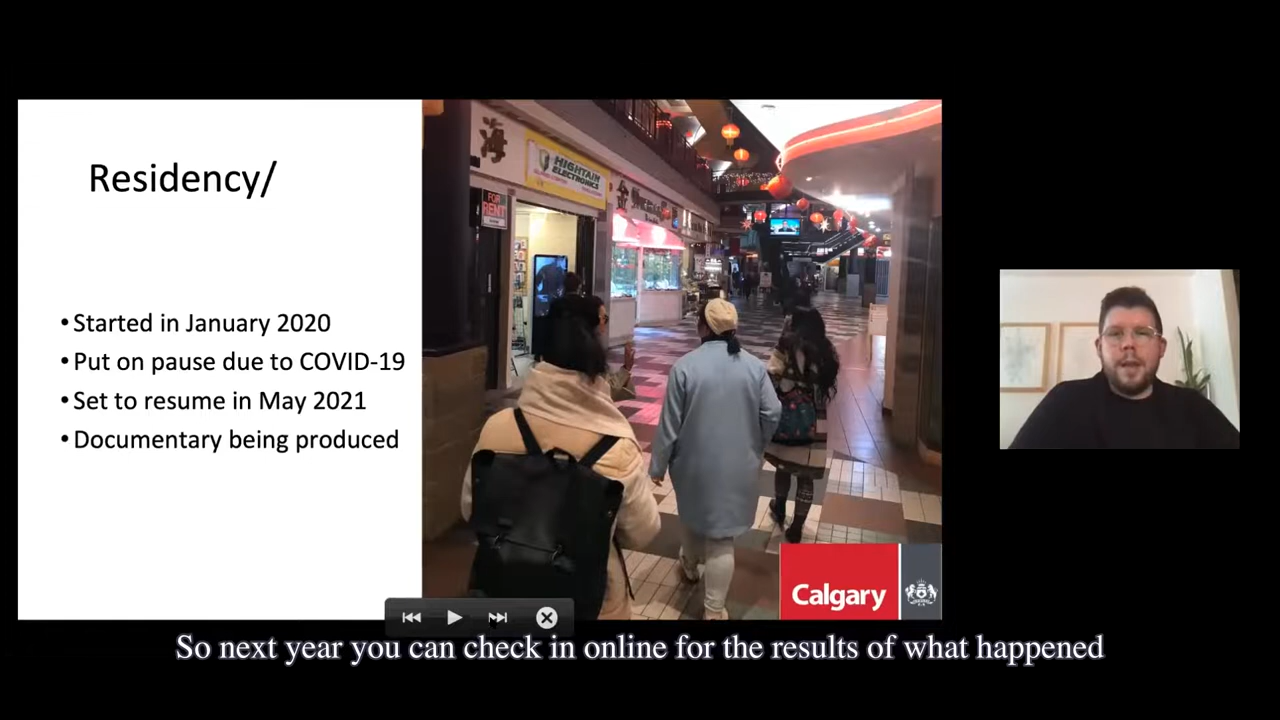 Residency/
•Started in January 2020
•Put on pause due to COVID-19
•Set to resume in May 2021
•Documentary being produced
海
HIGHTAIN
ELECTRONICS
FOR
RENT
Calgary
So next year you can check in online for the results of what happened